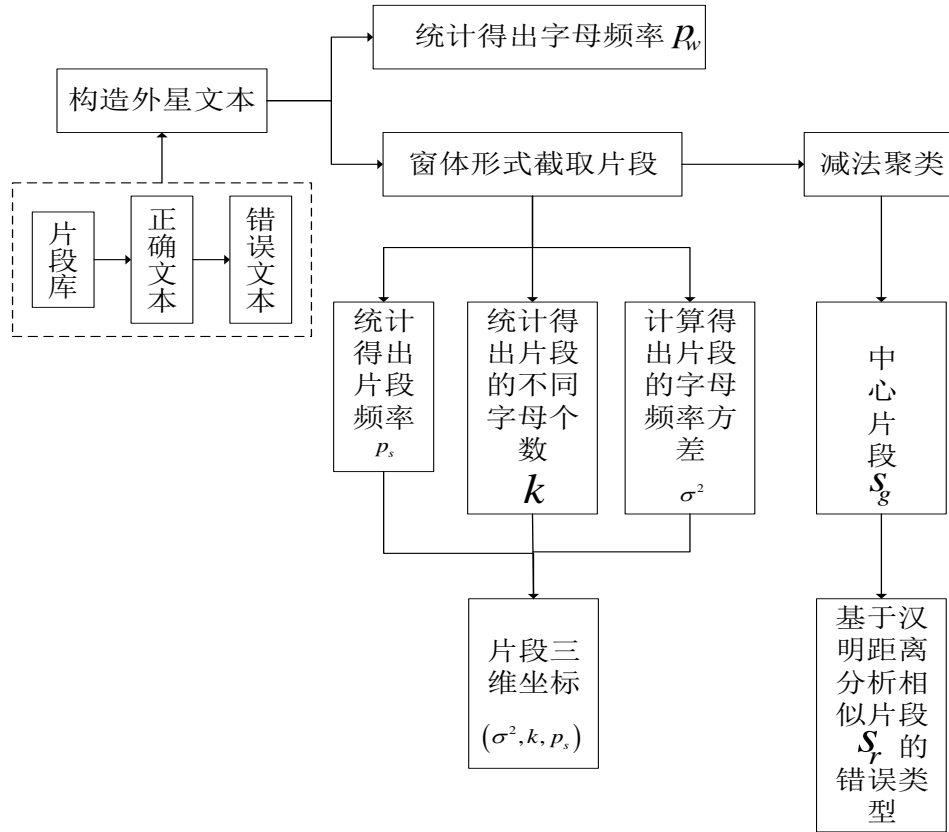 统计得出字母频率 p_w
构造外星文本
窗体形式截取片段
减法聚类
片
段
库
正
确
文
本
错
误
文
本
统计
得出
片段
频率
p_s
统计得
出片段
的不同
字母个
数
k
计算得
出片段
的字母
频率方
差
σ²
中
心
片
段
s_g
片段三
维坐标
(σ², k, p_s)
基于汉
明距离
分析相
似片段
s_r 的
错误类
型